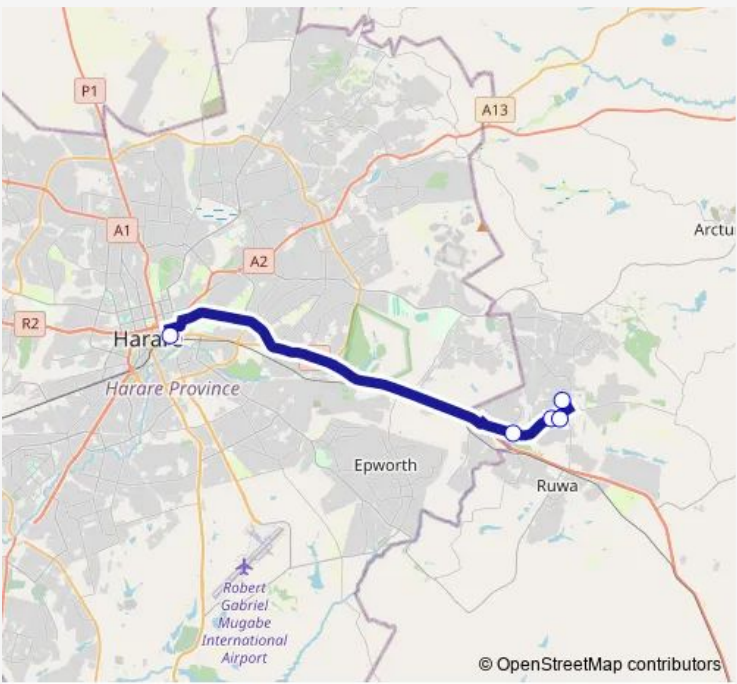 P1
A13
Arctu
A1
A2
R2
Harare
Harare Province
Epworth
Ruwa
Robert
Gabriel
Mugabe
International
Airport
© OpenStreetMap contributors